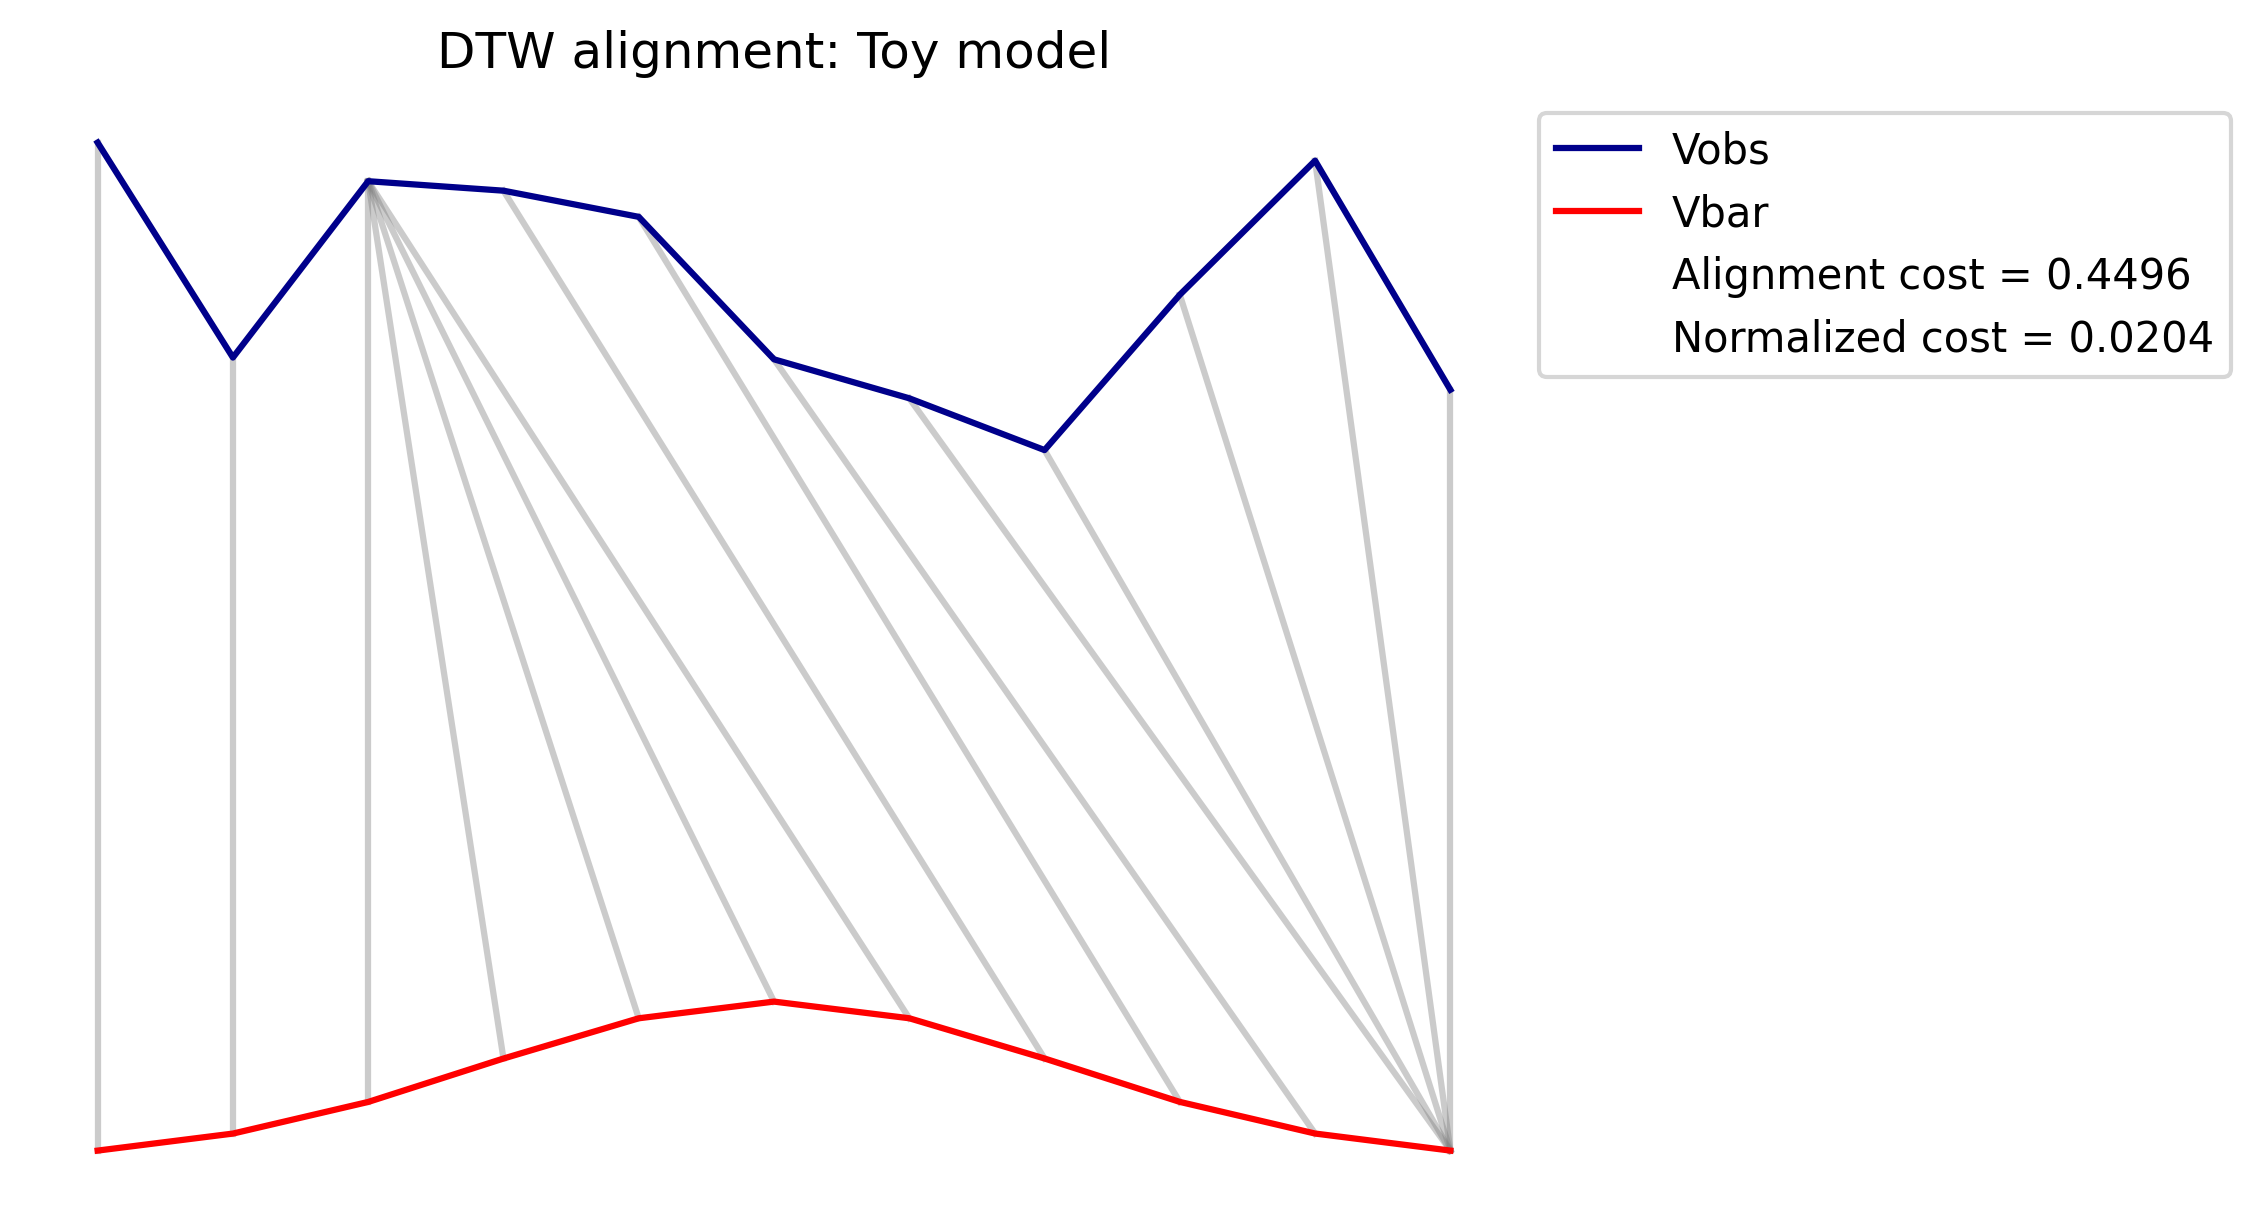 DTW alignment: Toy model
Vobs
Vbar
Alignment cost = 0.4496
Normalized cost = 0.0204